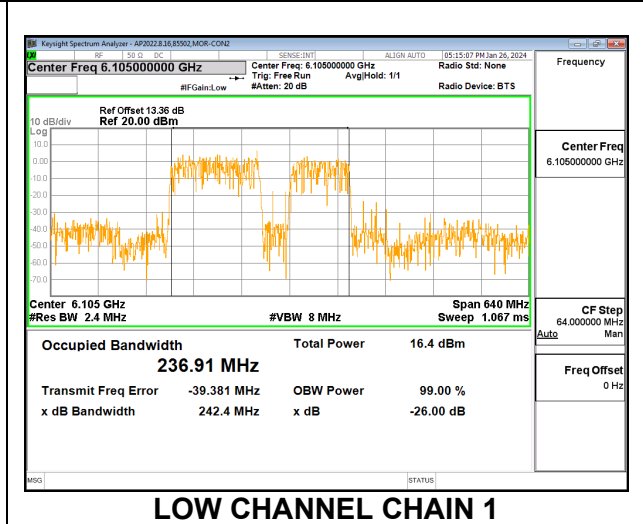 Keysight Spectrum Analyzer - AP2022.8.16,85502,MOR-CON2
RF 50 Ω DC SENSE:INT ALIGN AUTO 05:15:07 PM Jan 26, 2024
Center Freq 6.105000000 GHz Center Freq: 6.105000000 GHz Radio Std: None
Trig: Free Run Avg|Hold: 1/1
#IFGain:Low #Atten: 20 dB Radio Device: BTS
Ref Offset 13.36 dB
10 dB/div Ref 20.00 dBm
Log
10.0
0.00
-10.0
-20.0
-30.0
-40.0
-50.0
-60.0
-70.0
Center 6.105 GHz Span 640 MHz
#Res BW 2.4 MHz #VBW 8 MHz Sweep 1.067 ms
Occupied Bandwidth Total Power 16.4 dBm
236.91 MHz
Transmit Freq Error -39.381 MHz OBW Power 99.00 %
x dB Bandwidth 242.4 MHz x dB -26.00 dB
MSG STATUS
Frequency
Center Freq
6.105000000 GHz
CF Step
64.000000 MHz
Auto Man
Freq Offset
0 Hz
LOW CHANNEL CHAIN 1